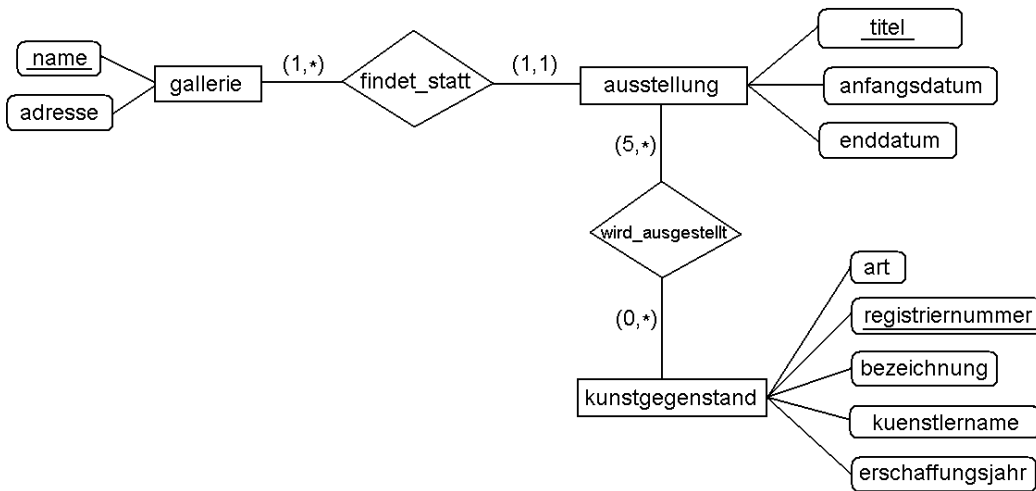 name
adresse
gallerie
(1,*)
findet_statt
(1,1)
ausstellung
titel
anfangsdatum
enddatum
(5,*)
wird_ausgestellt
(0,*)
kunstgegenstand
art
registriernummer
bezeichnung
kuenstlername
erschaffungsjahr